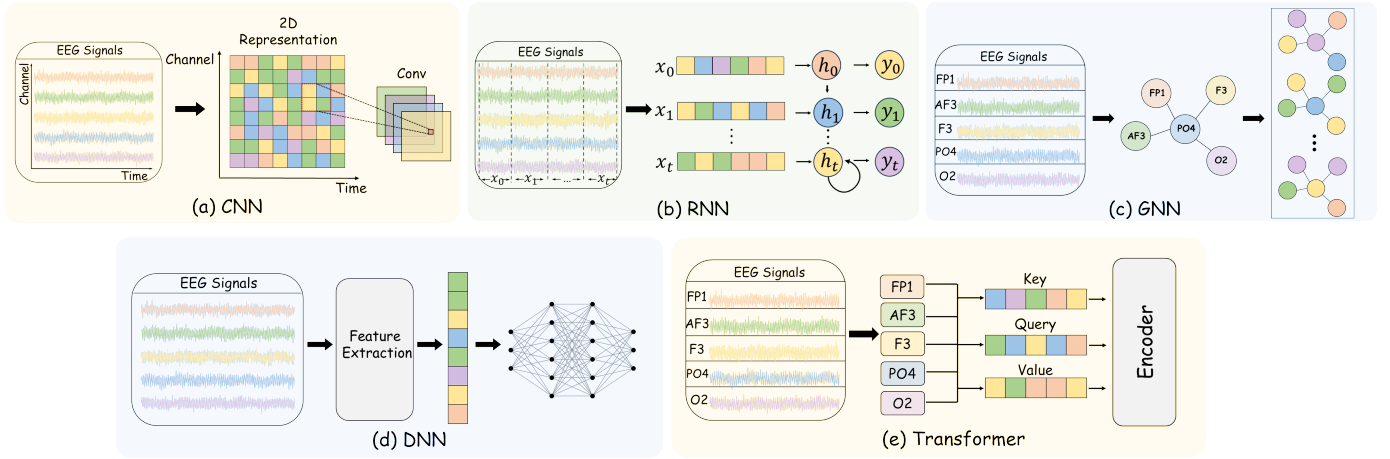 EEG Signals
Channel
Time
2D
Representation
Channel
Time
Conv
(a) CNN
EEG Signals
x0
x1
...
xt
x0
h0
y0
x1
h1
y1
xt
ht
yt
(b) RNN
EEG Signals
FP1
AF3
F3
PO4
O2
FP1
F3
AF3
PO4
O2
(c) GNN
EEG Signals
Feature
Extraction
(d) DNN
EEG Signals
FP1
AF3
F3
PO4
O2
FP1
AF3
F3
PO4
O2
Key
Query
Value
Encoder
(e) Transformer